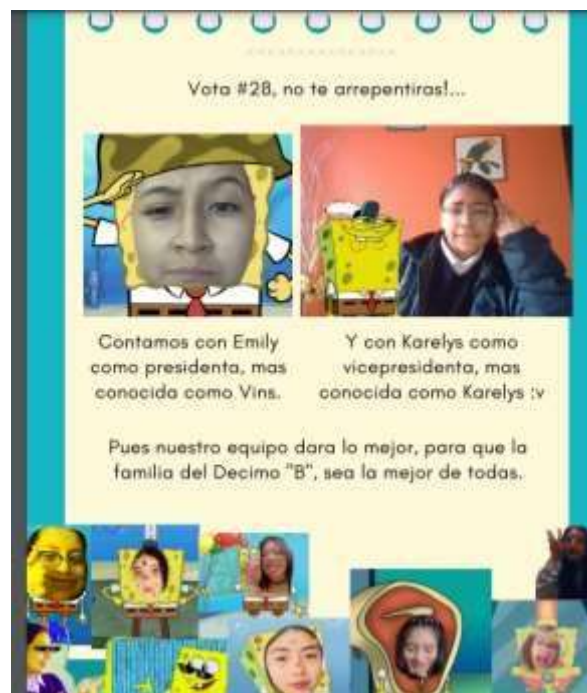 Vota #28, no te arrepentiras!...
Contamos con Emily
como presidenta, mas
conocida como Vins.
Y con Karelys como
vicepresidenta, mas
conocida como Karelys :v
Pues nuestro equipo dara lo mejor, para que la
familia del Decimo "B", sea la mejor de todas.